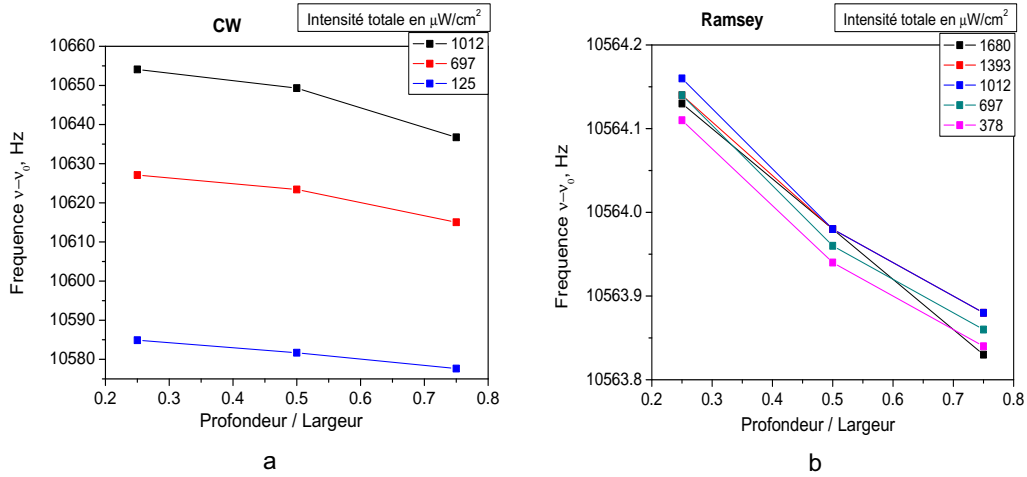 CW
Intensité totale en μW/cm²
1012
697
125
10660
10650
10640
10630
10620
10610
10600
10590
10580
Frequence ν−ν₀, Hz
0.2 0.3 0.4 0.5 0.6 0.7 0.8
Profondeur / Largeur
a
Ramsey
Intensité totale en μW/cm²
1680
1393
1012
697
378
10564.2
10564.1
10564.0
10563.9
10563.8
Frequence ν−ν₀, Hz
0.2 0.3 0.4 0.5 0.6 0.7 0.8
Profondeur / Largeur
b